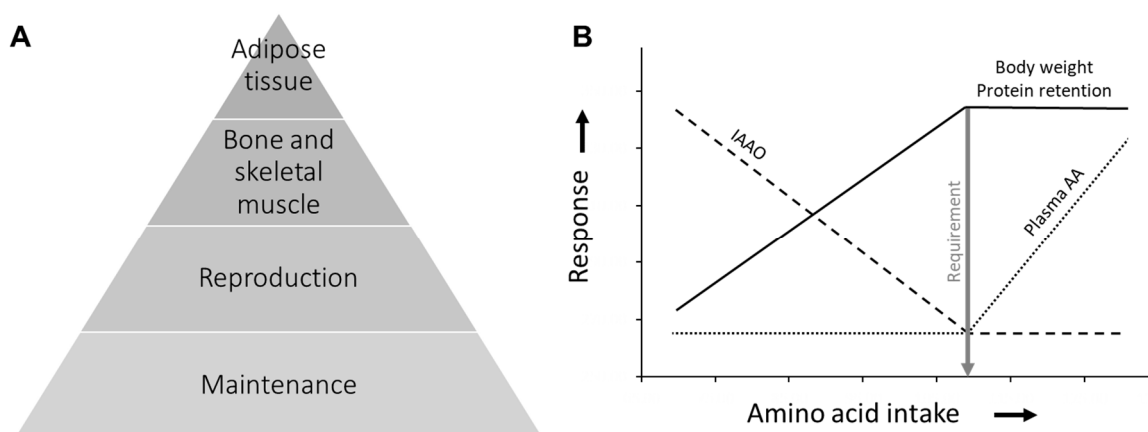 A
Adipose
tissue
Bone and
skeletal
muscle
Reproduction
Maintenance
B
Body weight
Protein retention
IAAO
Plasma AA
Requirement
Response
Amino acid intake